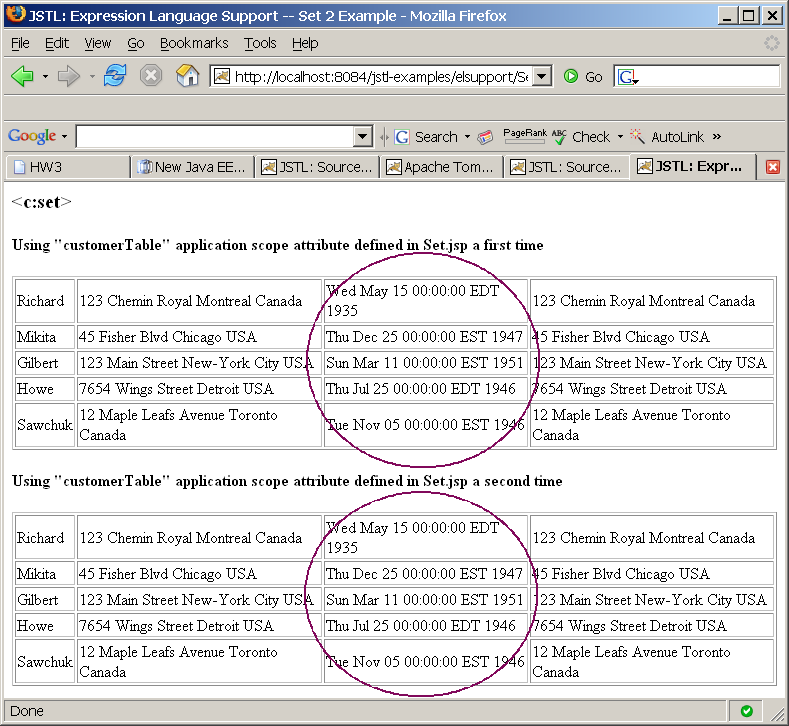 JSTL: Expression Language Support -- Set 2 Example - Mozilla Firefox
File Edit View Go Bookmarks Tools Help
http://localhost:8084/jstl-examples/elsupport/Se Go G
Google G Search PageRank ABC Check AutoLink »
HW3 New Java EE... JSTL: Source... Apache Tom... JSTL: Source... JSTL: Expr...
<c:set>
Using "customerTable" application scope attribute defined in Set.jsp a first time
Richard 123 Chemin Royal Montreal Canada Wed May 15 00:00:00 EDT 1935 123 Chemin Royal Montreal Canada
Mikita 45 Fisher Blvd Chicago USA Thu Dec 25 00:00:00 EST 1947 45 Fisher Blvd Chicago USA
Gilbert 123 Main Street New-York City USA Sun Mar 11 00:00:00 EST 1951 123 Main Street New-York City USA
Howe 7654 Wings Street Detroit USA Thu Jul 25 00:00:00 EDT 1946 7654 Wings Street Detroit USA
Sawchuk 12 Maple Leafs Avenue Toronto Canada Tue Nov 05 00:00:00 EST 1946 12 Maple Leafs Avenue Toronto Canada
Using "customerTable" application scope attribute defined in Set.jsp a second time
Richard 123 Chemin Royal Montreal Canada Wed May 15 00:00:00 EDT 1935 123 Chemin Royal Montreal Canada
Mikita 45 Fisher Blvd Chicago USA Thu Dec 25 00:00:00 EST 1947 45 Fisher Blvd Chicago USA
Gilbert 123 Main Street New-York City USA Sun Mar 11 00:00:00 EST 1951 123 Main Street New-York City USA
Howe 7654 Wings Street Detroit USA Thu Jul 25 00:00:00 EDT 1946 7654 Wings Street Detroit USA
Sawchuk 12 Maple Leafs Avenue Toronto Canada Tue Nov 05 00:00:00 EST 1946 12 Maple Leafs Avenue Toronto Canada
Done